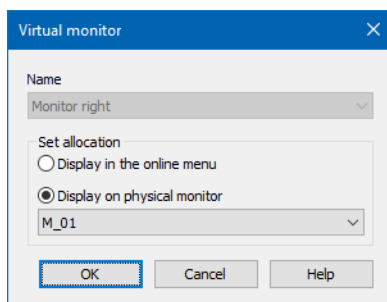 Virtual monitor
Name
Monitor right
Set allocation
Display in the online menu
Display on physical monitor
M_01
OK Cancel Help